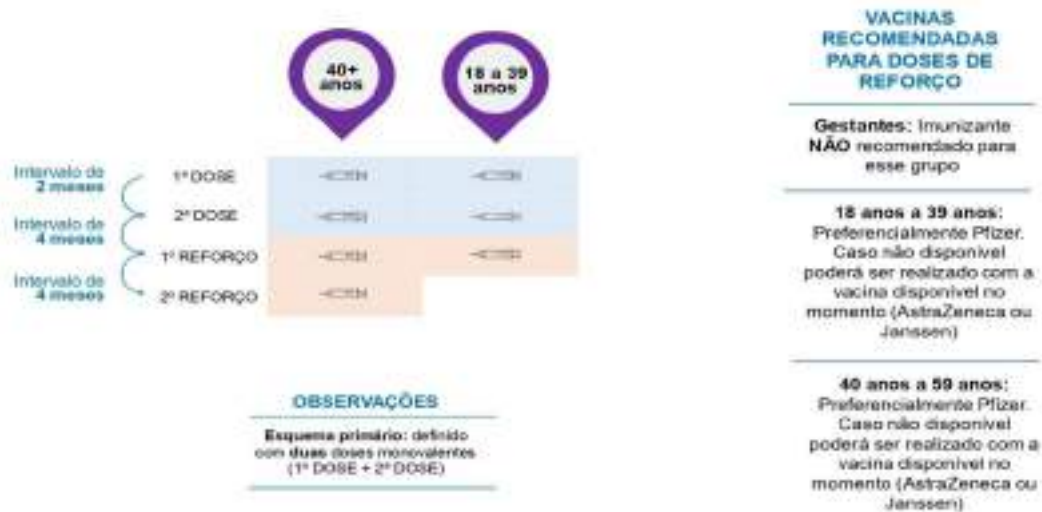 40+
anos
18 a 39
anos
Intervalo de
2 meses
Intervalo de
4 meses
Intervalo de
4 meses
1ª DOSE
2ª DOSE
1º REFORÇO
2º REFORÇO
OBSERVAÇÕES
Esquema primário: definido
com duas doses monovalentes
(1ª DOSE + 2ª DOSE)
VACINAS
RECOMENDADAS
PARA DOSES DE
REFORÇO
Gestantes: Imunizante
NÃO recomendado para
esse grupo
18 anos a 39 anos:
Preferencialmente Pfizer.
Caso não disponível
poderá ser realizado com a
vacina disponível no
momento (AstraZeneca ou
Janssen)
40 anos a 59 anos:
Preferencialmente Pfizer.
Caso não disponível
poderá ser realizado com a
vacina disponível no
momento (AstraZeneca ou
Janssen)